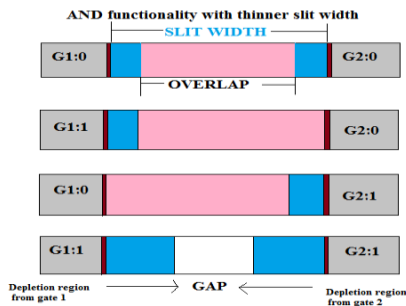 AND functionality with thinner slit width
SLIT WIDTH
G1:0 G2:0
OVERLAP
G1:1 G2:0
G1:0 G2:1
G1:1 G2:1
Depletion region
from gate 1
GAP
Depletion region
from gate 2